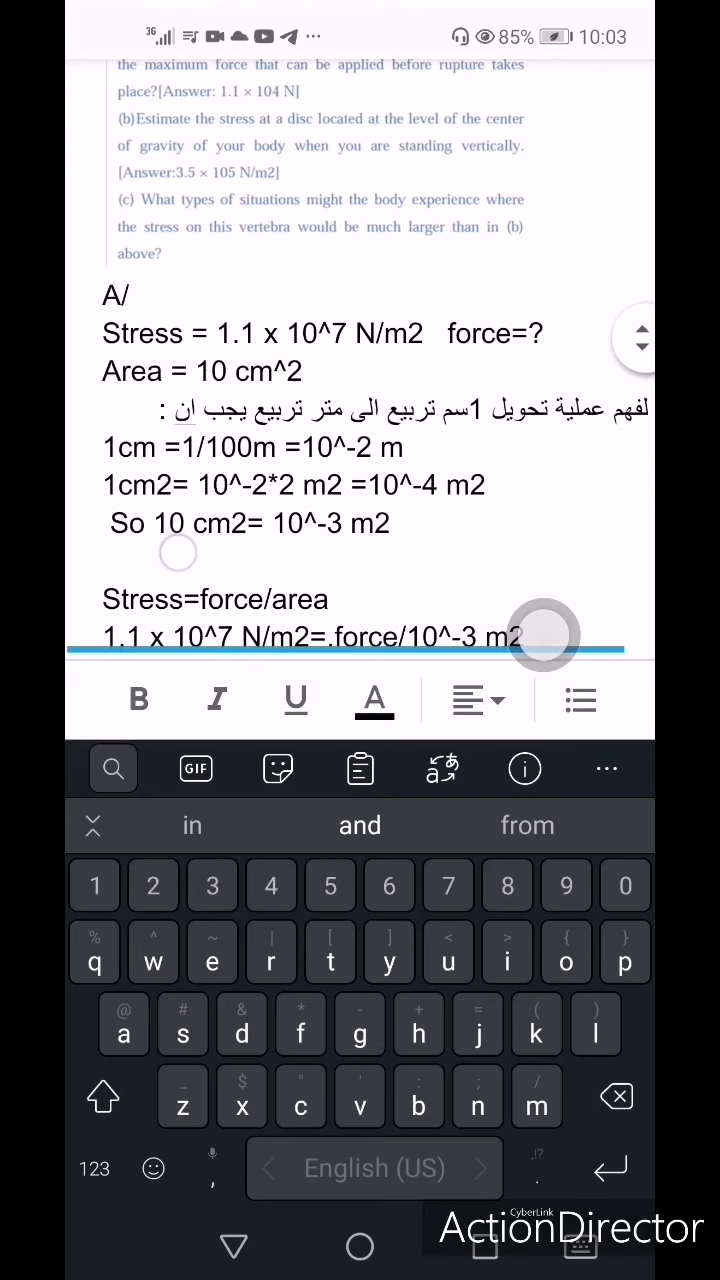 3G 85% 10:03
the maximum force that can be applied before rupture takes
place?[Answer: 1.1 × 104 N]
(b)Estimate the stress at a disc located at the level of the center
of gravity of your body when you are standing vertically.
[Answer:3.5 × 105 N/m2]
(c) What types of situations might the body experience where
the stress on this vertebra would be much larger than in (b)
above?
A/
Stress = 1.1 x 10^7 N/m2 force=?
Area = 10 cm^2
لفهم عملية تحويل 1سم تربيع الى متر تربيع يجب ان :
1cm =1/100m =10^-2 m
1cm2= 10^-2*2 m2 =10^-4 m2
So 10 cm2= 10^-3 m2
Stress=force/area
1.1 x 10^7 N/m2=.force/10^-3 m2
B I U A
GIF
in and from
1 2 3 4 5 6 7 8 9 0
% ^ ~ | [ ] < > { }
q w e r t y u i o p
@ # & * - + = ( )
a s d f g h j k l
_ $ " ' : ; /
z x c v b n m
123 , English (US) ,!? .
CyberLink
ActionDirector